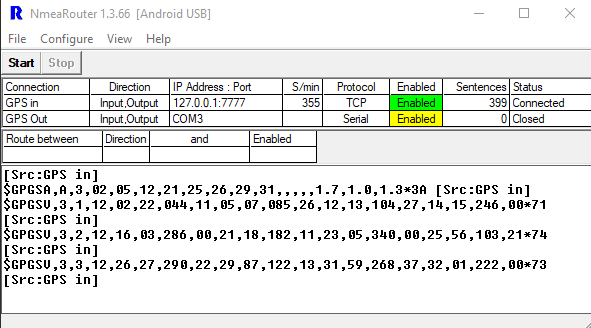 NmeaRouter 1.3.66 [Android USB]
File Configure View Help
Start Stop
Connection Direction IP Address : Port S/min Protocol Enabled Sentences Status
GPS in Input,Output 127.0.0.1:7777 355 TCP Enabled 399 Connected
GPS Out Input,Output COM3 Serial Enabled 0 Closed
Route between Direction and Enabled
[Src:GPS in]
$GPGSA,A,3,02,05,12,21,25,26,29,31,,,,,1.7,1.0,1.3*3A [Src:GPS in]
$GPGSV,3,1,12,02,22,044,11,05,07,085,26,12,13,104,27,14,15,246,00*71
[Src:GPS in]
$GPGSV,3,2,12,16,03,286,00,21,18,182,11,23,05,340,00,25,56,103,21*74
[Src:GPS in]
$GPGSV,3,3,12,26,27,290,22,29,87,122,13,31,59,268,37,32,01,222,00*73
[Src:GPS in]